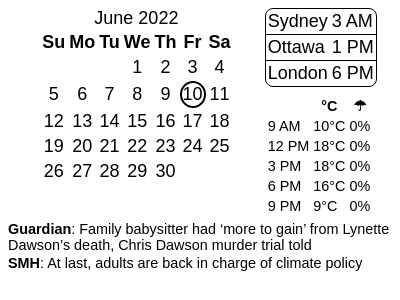 June 2022
Su Mo Tu We Th Fr Sa
1 2 3 4
5 6 7 8 9 10 11
12 13 14 15 16 17 18
19 20 21 22 23 24 25
26 27 28 29 30
Sydney 3 AM
Ottawa 1 PM
London 6 PM
°C ☂
9 AM 10°C 0%
12 PM 18°C 0%
3 PM 18°C 0%
6 PM 16°C 0%
9 PM 9°C 0%
Guardian: Family babysitter had ‘more to gain’ from Lynette
Dawson’s death, Chris Dawson murder trial told
SMH: At last, adults are back in charge of climate policy